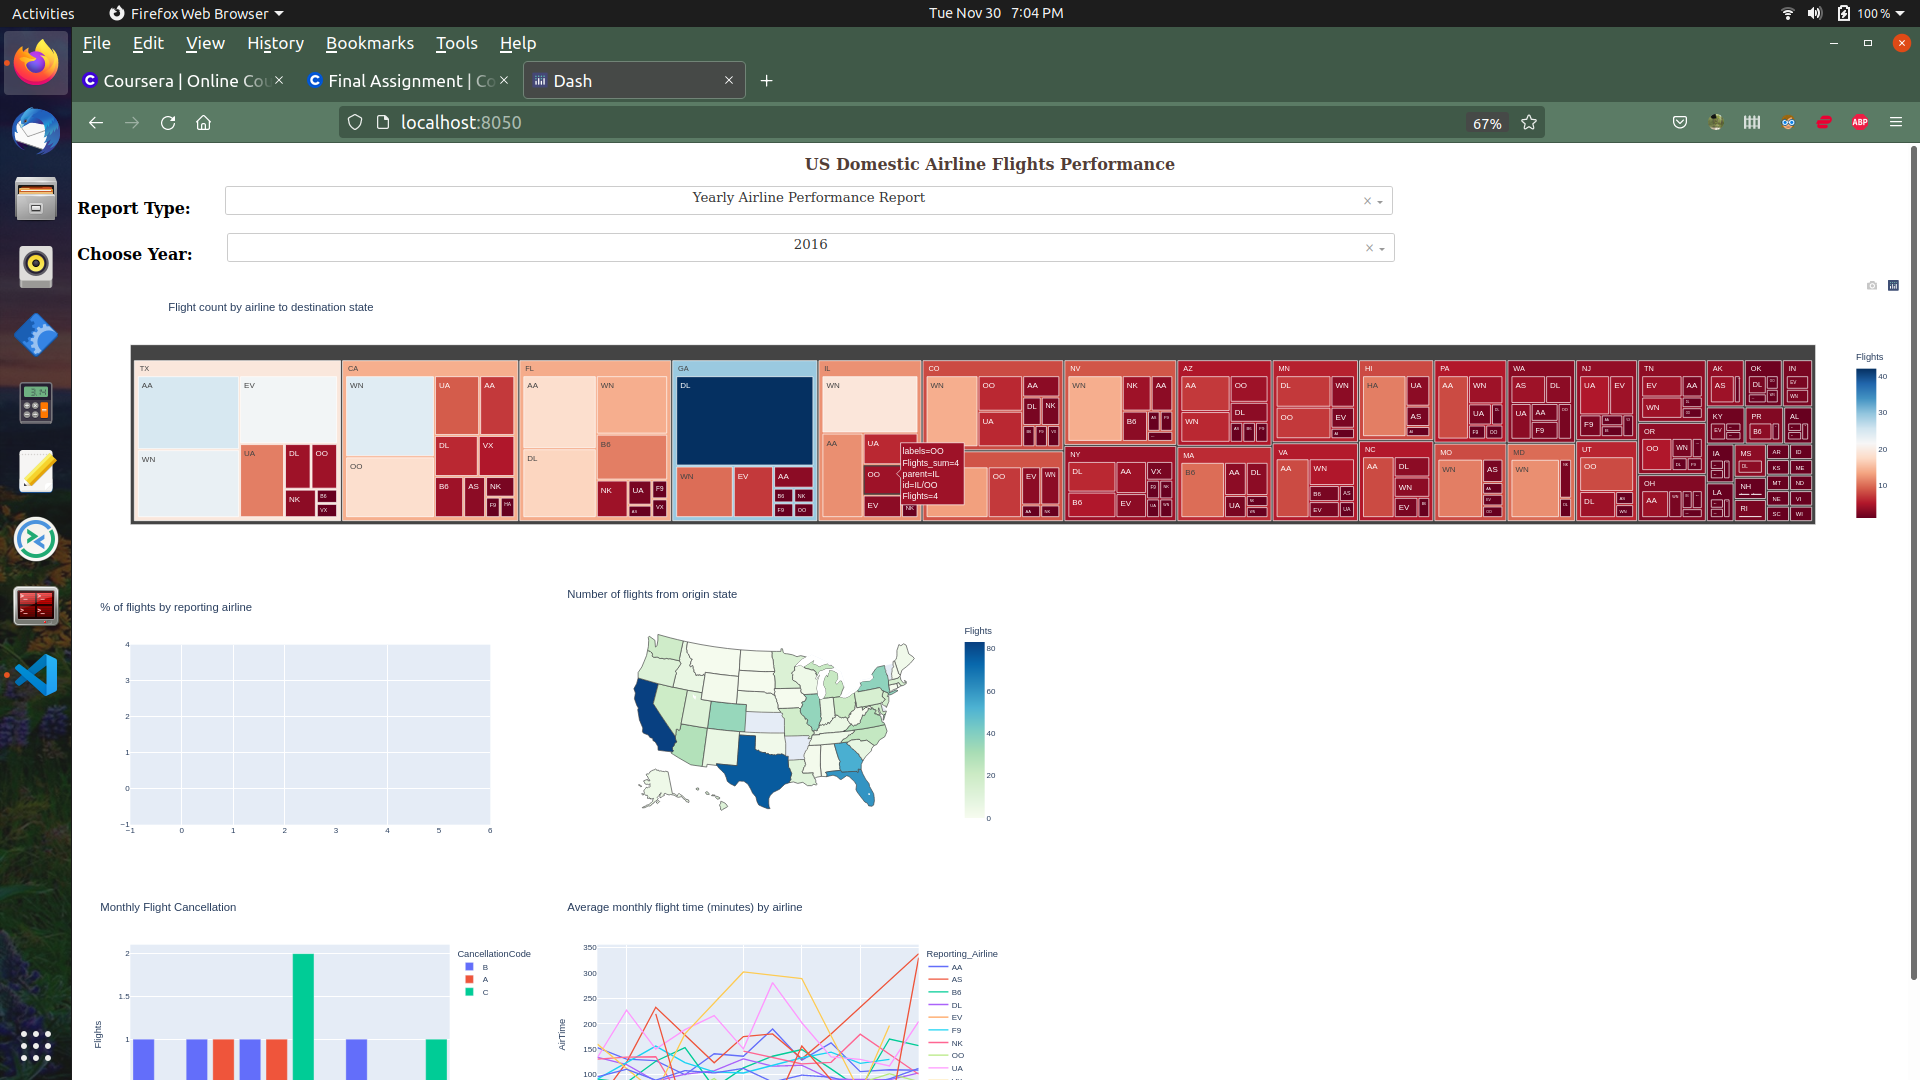 Activities Firefox Web Browser Tue Nov 30 7:04 PM 100 %
File Edit View History Bookmarks Tools Help
Coursera | Online Cou Final Assignment | Co Dash
localhost:8050 67% ABP
US Domestic Airline Flights Performance
Report Type: Yearly Airline Performance Report
Choose Year: 2016
Flight count by airline to destination state
Flights
40
30
20
10
TX CA FL GA IL CO NV AZ MN HI PA WA NJ TN AK OK IN
AA EV WN UA DL OO NK B6 VX
WN UA AA OO DL VX B6 AS NK F9 HA
AA WN DL B6 NK UA F9 AS VX
DL WN EV AA B6 NK F9 OO
WN AA UA OO EV NK
labels=OO
Flights_sum=4
parent=IL
id=IL/OO
Flights=4
WN OO AA DL NK UA
OO EV WN AA NK
WN NK AA B6
NY DL AA VX B6 EV
AA OO DL WN
MA B6 AA DL UA
DL WN OO EV
VA AA WN B6 AS EV UA
HA UA AS
NC AA DL WN EV
AA WN UA F9 OO
MO WN AS
AS DL UA AA F9
MD WN
UA EV F9
UT OO DL
EV AA WN
OR OO WN
OH AA
AS
KY EV
IA
LA
DL
PR B6
MS DL
NH
RI
EV
WN
AL
AR ID
KS ME
MT ND
NE VI
SC WI
% of flights by reporting airline
4
3
2
1
0
−1
−1 0 1 2 3 4 5 6
Number of flights from origin state
Flights
80
60
40
20
0
Monthly Flight Cancellation
2
1.5
1
Flights
CancellationCode
B
A
C
Average monthly flight time (minutes) by airline
350
300
250
200
150
100
AirTime
Reporting_Airline
AA
AS
B6
DL
EV
F9
NK
OO
UA